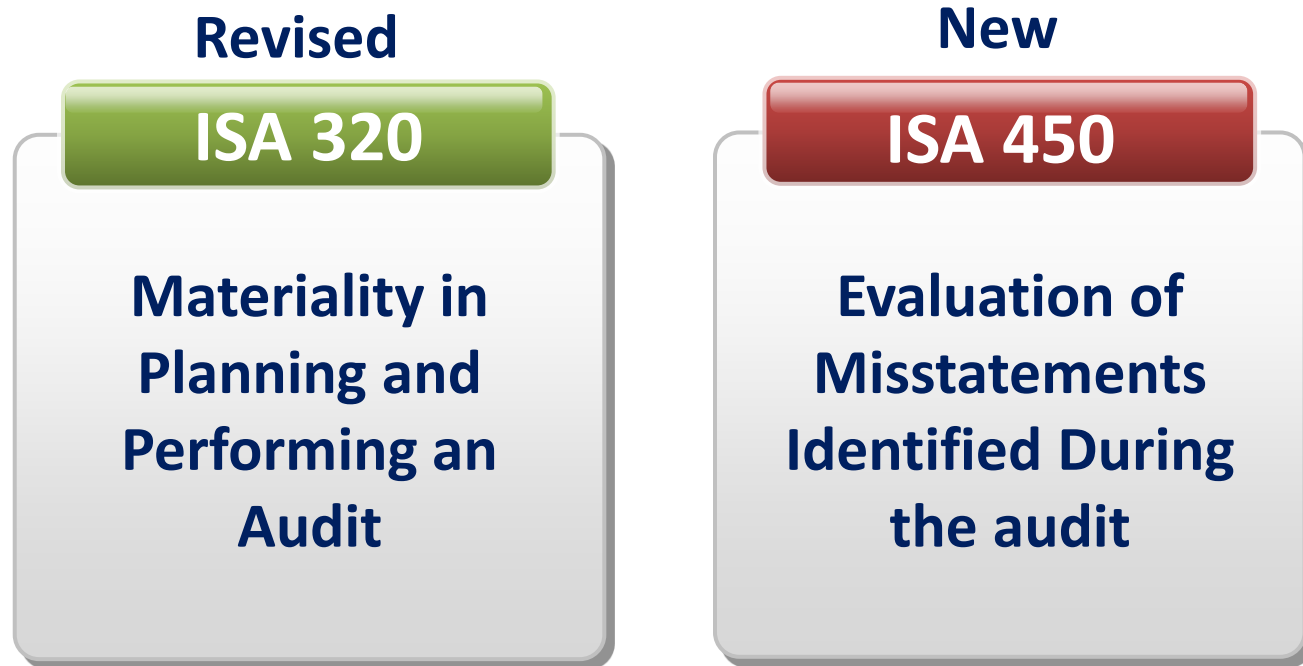 Revised
ISA 320
Materiality in
Planning and
Performing an
Audit
New
ISA 450
Evaluation of
Misstatements
Identified During
the audit